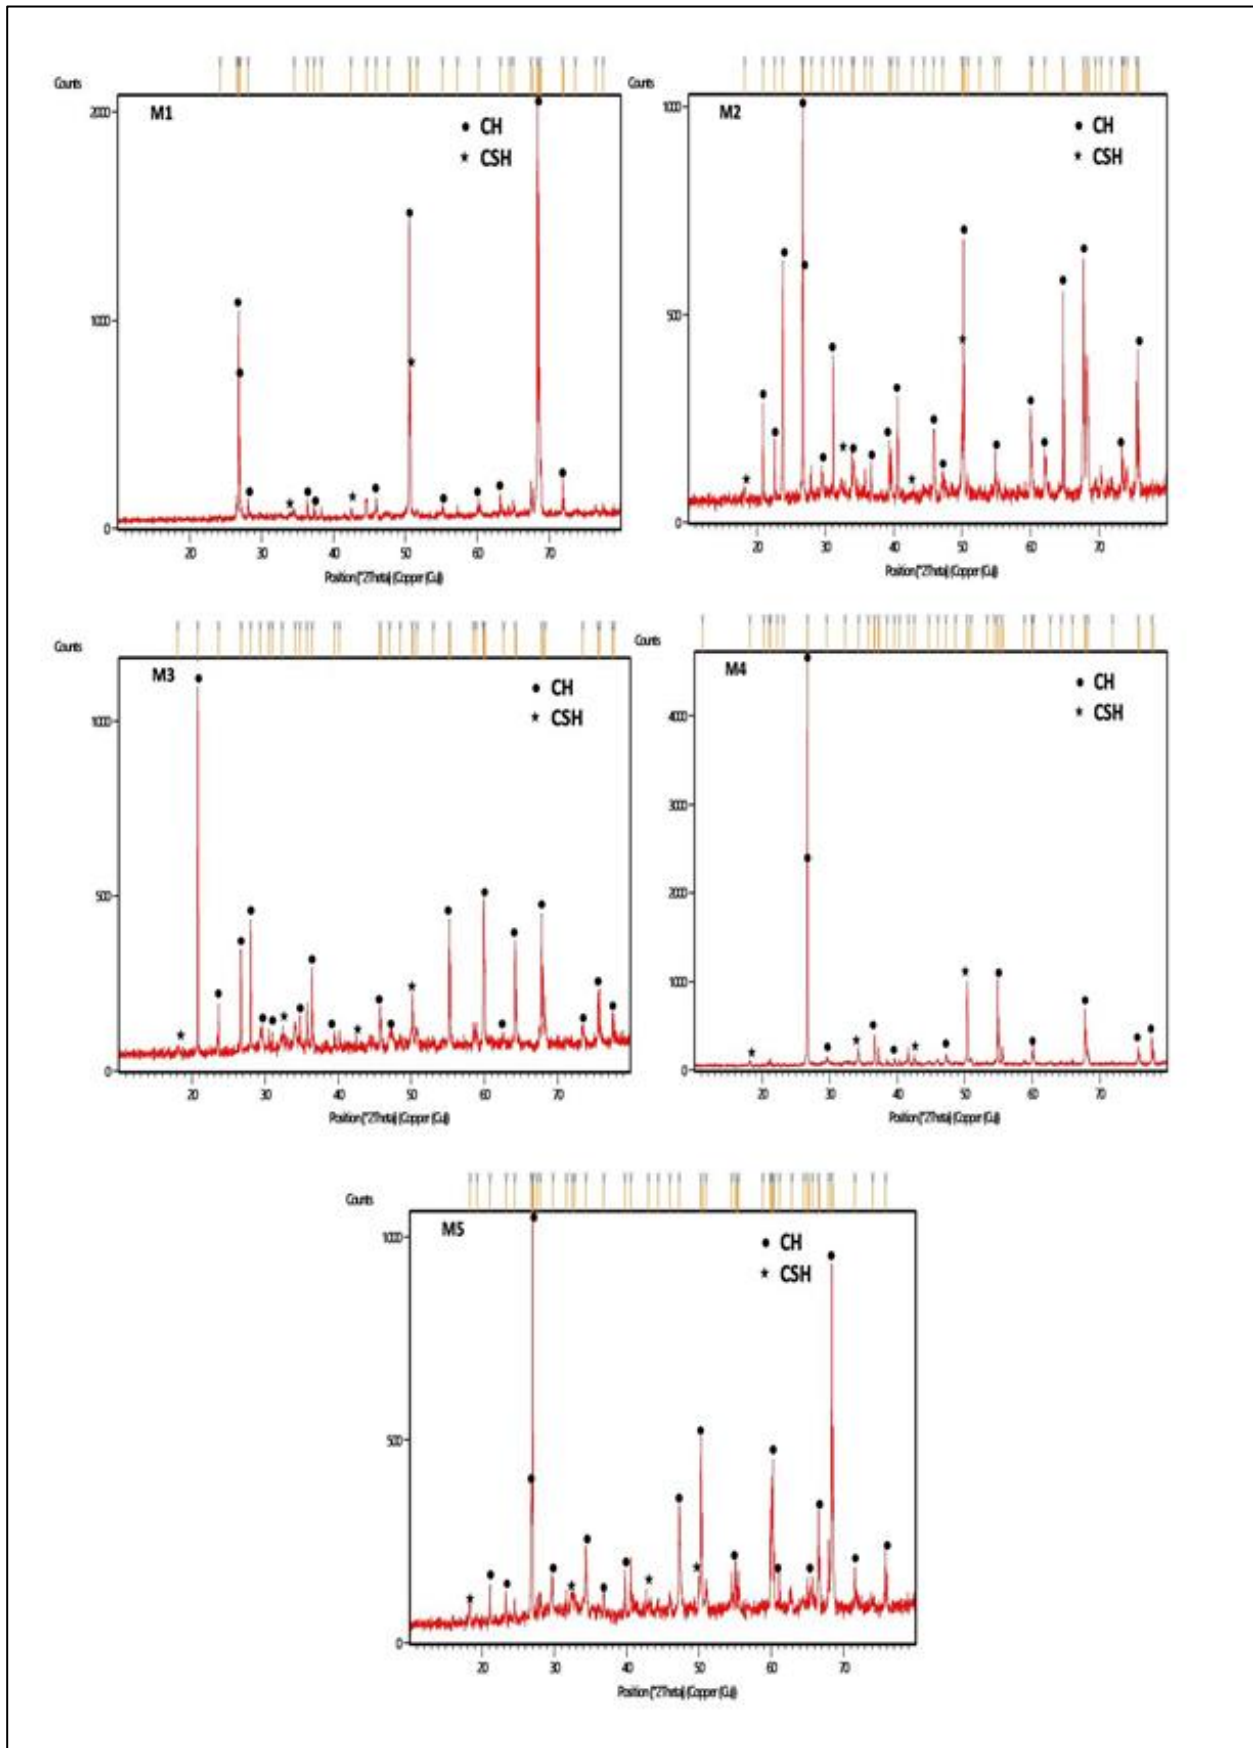 Counts
M1
● CH
★ CSH
2000
1000
0
20 30 40 50 60 70
Position [°2Theta] (Copper (Cu))
Counts
M2
● CH
★ CSH
1000
500
0
20 30 40 50 60 70
Position [°2Theta] (Copper (Cu))
Counts
M3
● CH
★ CSH
1000
500
0
20 30 40 50 60 70
Position [°2Theta] (Copper (Cu))
Counts
M4
● CH
★ CSH
4000
3000
2000
1000
0
20 30 40 50 60 70
Position [°2Theta] (Copper (Cu))
Counts
M5
● CH
★ CSH
1000
500
0
20 30 40 50 60 70
Position [°2Theta] (Copper (Cu))